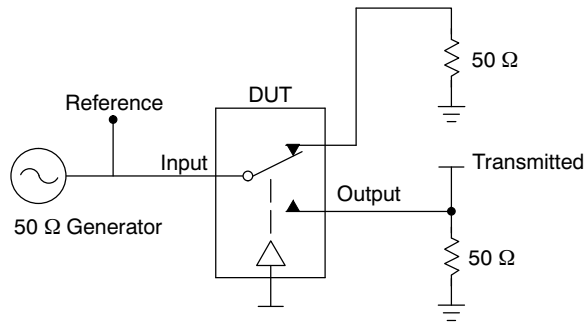 50 Ω
Reference
DUT
Input
Transmitted
Output
50 Ω Generator
50 Ω